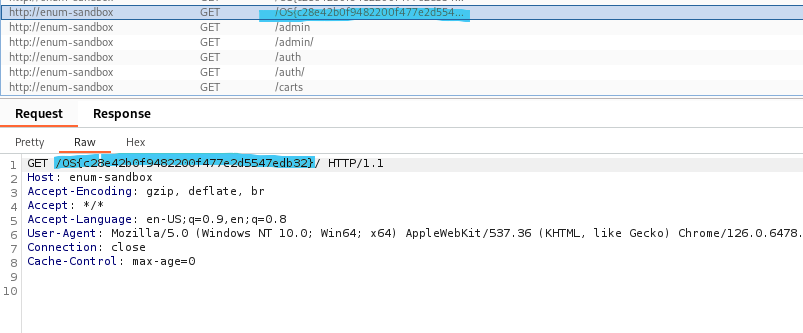 http://enum-sandbox GET /OS{c28e42b0f9482200f477e2d554...
http://enum-sandbox GET /admin
http://enum-sandbox GET /admin/
http://enum-sandbox GET /auth
http://enum-sandbox GET /auth/
http://enum-sandbox GET /carts
Request Response
Pretty Raw Hex
1 GET /OS{c28e42b0f9482200f477e2d5547edb32}/ HTTP/1.1
2 Host: enum-sandbox
3 Accept-Encoding: gzip, deflate, br
4 Accept: */*
5 Accept-Language: en-US;q=0.9,en;q=0.8
6 User-Agent: Mozilla/5.0 (Windows NT 10.0; Win64; x64) AppleWebKit/537.36 (KHTML, like Gecko) Chrome/126.0.6478.
7 Connection: close
8 Cache-Control: max-age=0
9
10